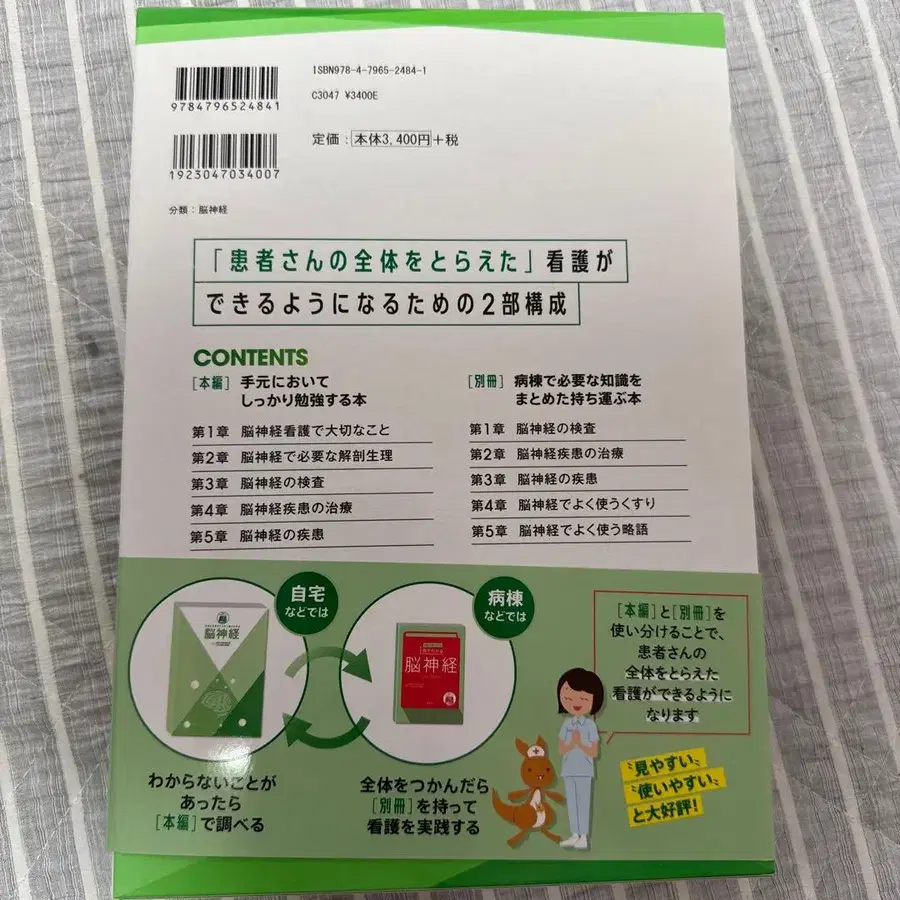 ISBN978-4-7965-2484-1
C3047 ¥3400E
9784796524841
定価：本体3,400円+税
1923047034007
分類：脳神経
「患者さんの全体をとらえた」看護が
できるようになるための2部構成
CONTENTS
［本編］ 手元において
しっかり勉強する本
第1章 脳神経看護で大切なこと
第2章 脳神経で必要な解剖生理
第3章 脳神経の検査
第4章 脳神経疾患の治療
第5章 脳神経の疾患
［別冊］ 病棟で必要な知識を
まとめた持ち運ぶ本
第1章 脳神経の検査
第2章 脳神経疾患の治療
第3章 脳神経の疾患
第4章 脳神経でよく使うくすり
第5章 脳神経でよく使う略語
自宅
などでは
脳神経
わからないことが
あったら
［本編］で調べる
病棟
などでは
脳神経
全体をつかんだら
［別冊］を持って
看護を実践する
［本編］と［別冊］を
使い分けることで、
患者さんの
全体をとらえた
看護ができるように
なります
見やすい
使いやすい
と大好評！